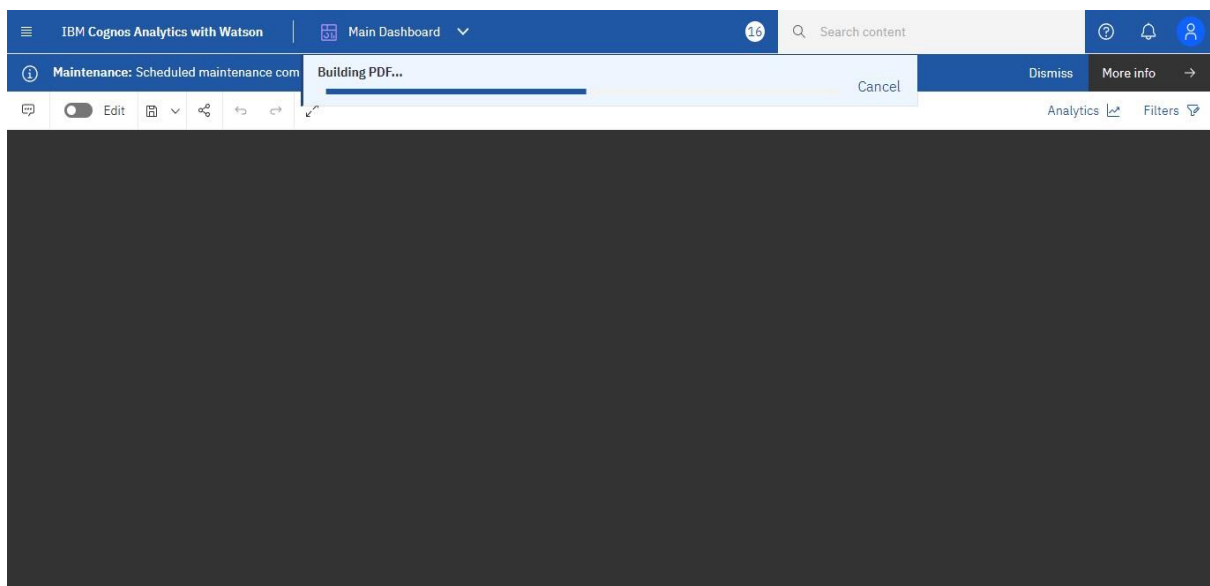 IBM Cognos Analytics with Watson
Main Dashboard
16
Search content
Maintenance: Scheduled maintenance com
Building PDF...
Cancel
Dismiss
More info
Edit
Analytics
Filters